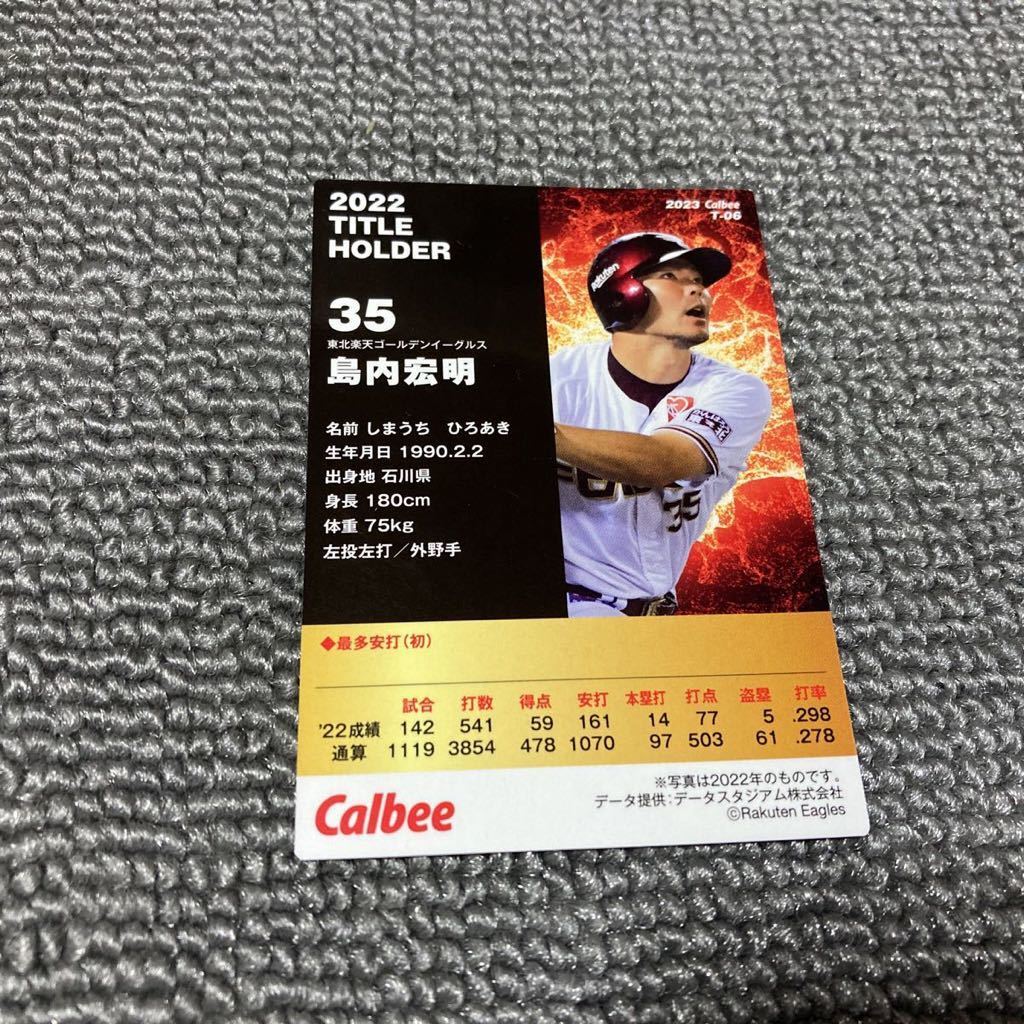 2022
TITLE
HOLDER
2023 Calbee
T-06
35
東北楽天ゴールデンイーグルス
島内宏明
名前 しまうち　ひろあき
生年月日 1990.2.2
出身地 石川県
身長 180cm
体重 75kg
左投左打／外野手
Rakuten
35
◆最多安打(初)
試合 打数 得点 安打 本塁打 打点 盗塁 打率
'22成績 142 541 59 161 14 77 5 .298
通算 1119 3854 478 1070 97 503 61 .278
※写真は2022年のものです。
データ提供:データスタジアム株式会社
©Rakuten Eagles
Calbee